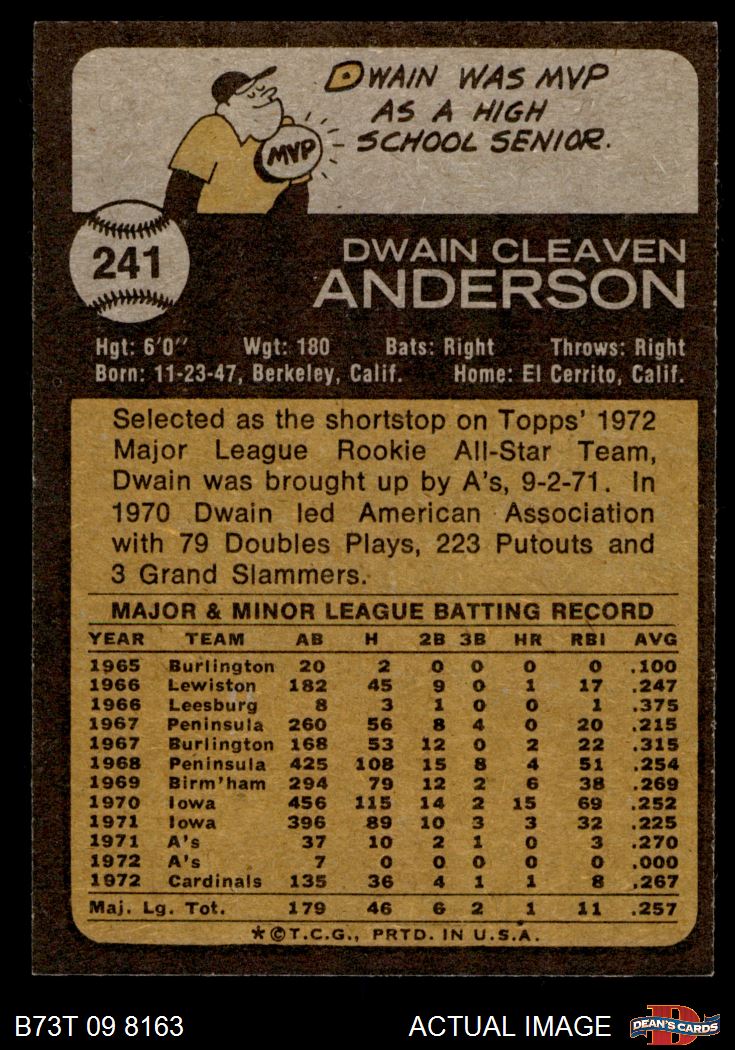 DWAIN WAS MVP
AS A HIGH
SCHOOL SENIOR.
MVP
241
DWAIN CLEAVEN
ANDERSON
Hgt: 6'0" Wgt: 180 Bats: Right Throws: Right
Born: 11-23-47, Berkeley, Calif. Home: El Cerrito, Calif.
Selected as the shortstop on Topps' 1972
Major League Rookie All-Star Team,
Dwain was brought up by A's, 9-2-71. In
1970 Dwain led American Association
with 79 Doubles Plays, 223 Putouts and
3 Grand Slammers.
MAJOR & MINOR LEAGUE BATTING RECORD
YEAR TEAM AB H 2B 3B HR RBI AVG
1965 Burlington 20 2 0 0 0 0 .100
1966 Lewiston 182 45 9 0 1 17 .247
1966 Leesburg 8 3 1 0 0 1 .375
1967 Peninsula 260 56 8 4 0 20 .215
1967 Burlington 168 53 12 0 2 22 .315
1968 Peninsula 425 108 15 8 4 51 .254
1969 Birm'ham 294 79 12 2 6 38 .269
1970 Iowa 456 115 14 2 15 69 .252
1971 Iowa 396 89 10 3 3 32 .225
1971 A's 37 10 2 1 0 3 .270
1972 A's 7 0 0 0 0 0 .000
1972 Cardinals 135 36 4 1 1 8 .267
Maj. Lg. Tot. 179 46 6 2 1 11 .257
*©T.C.G., PRTD. IN U.S.A.
B73T 09 8163 ACTUAL IMAGE D DEAN'S CARDS